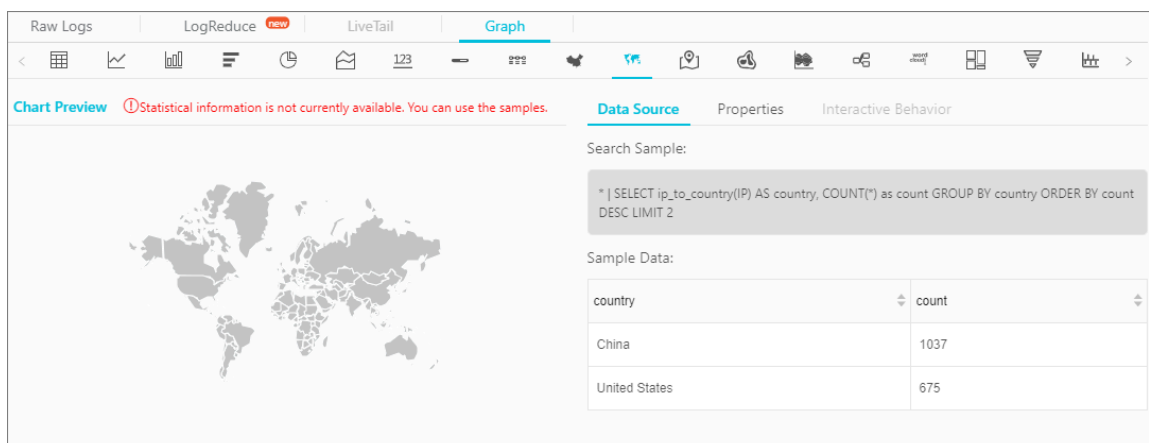 Raw Logs LogReduce new LiveTail Graph
< 123 word cloud >
Chart Preview Statistical information is not currently available. You can use the samples.
Data Source Properties Interactive Behavior
Search Sample:
* | SELECT ip_to_country(IP) AS country, COUNT(*) as count GROUP BY country ORDER BY count
DESC LIMIT 2
Sample Data:
country count
China 1037
United States 675